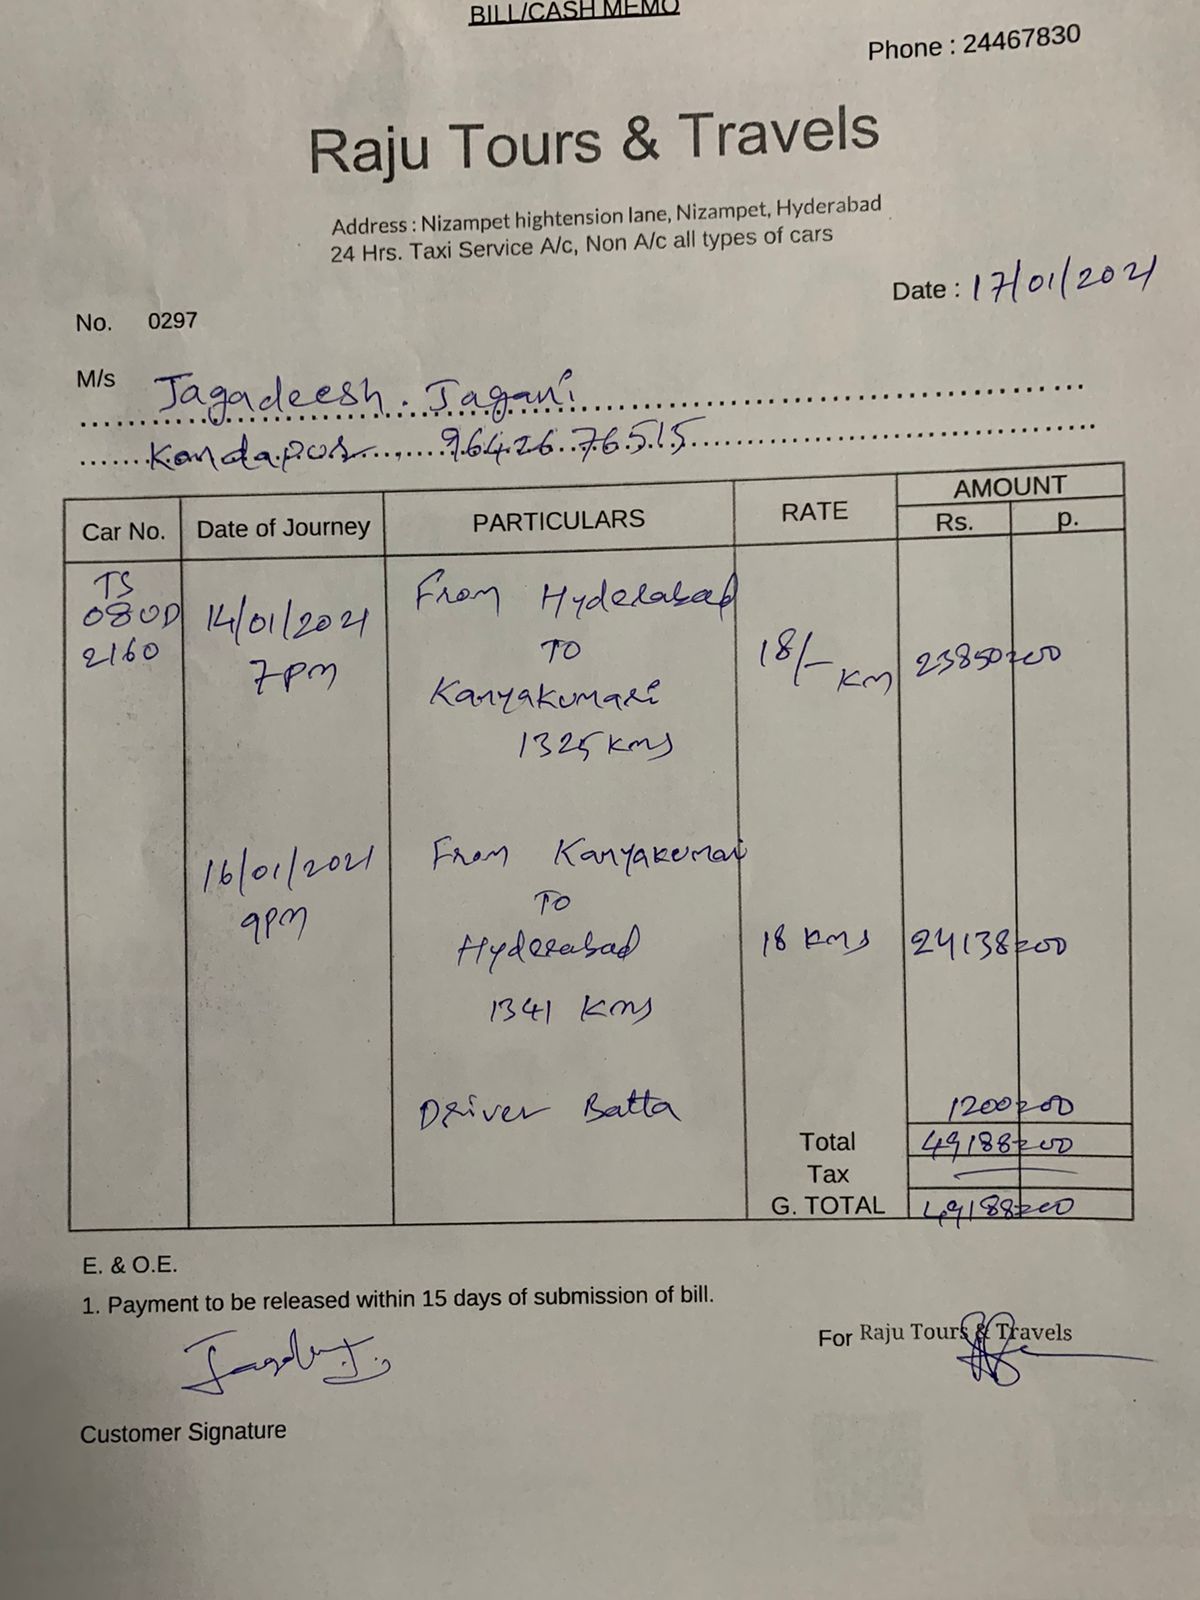 BILL/CASH MEMO
Phone : 24467830
Raju Tours & Travels
Address : Nizampet hightension lane, Nizampet, Hyderabad
24 Hrs. Taxi Service A/c, Non A/c all types of cars
Date : 17/01/2021
No. 0297
M/s Jagadeesh. Jagani
96426 76515
Car No. Date of Journey PARTICULARS RATE AMOUNT
Rs. p.
TS
08UD
2160
14/01/2021
7PM
From Hyderabad
TO
Kanyakumari
1325 kms
18/- KM
23850=00
16/01/2021
9PM
From Kanyakumari
TO
Hyderabad
1341 Kms
18 Kms
24138=00
Driver Batta 1200=00
Total 49188=00
Tax —
G. TOTAL 49188=00
E. & O.E.
1. Payment to be released within 15 days of submission of bill.
For Raju Tours & Travels
Customer Signature